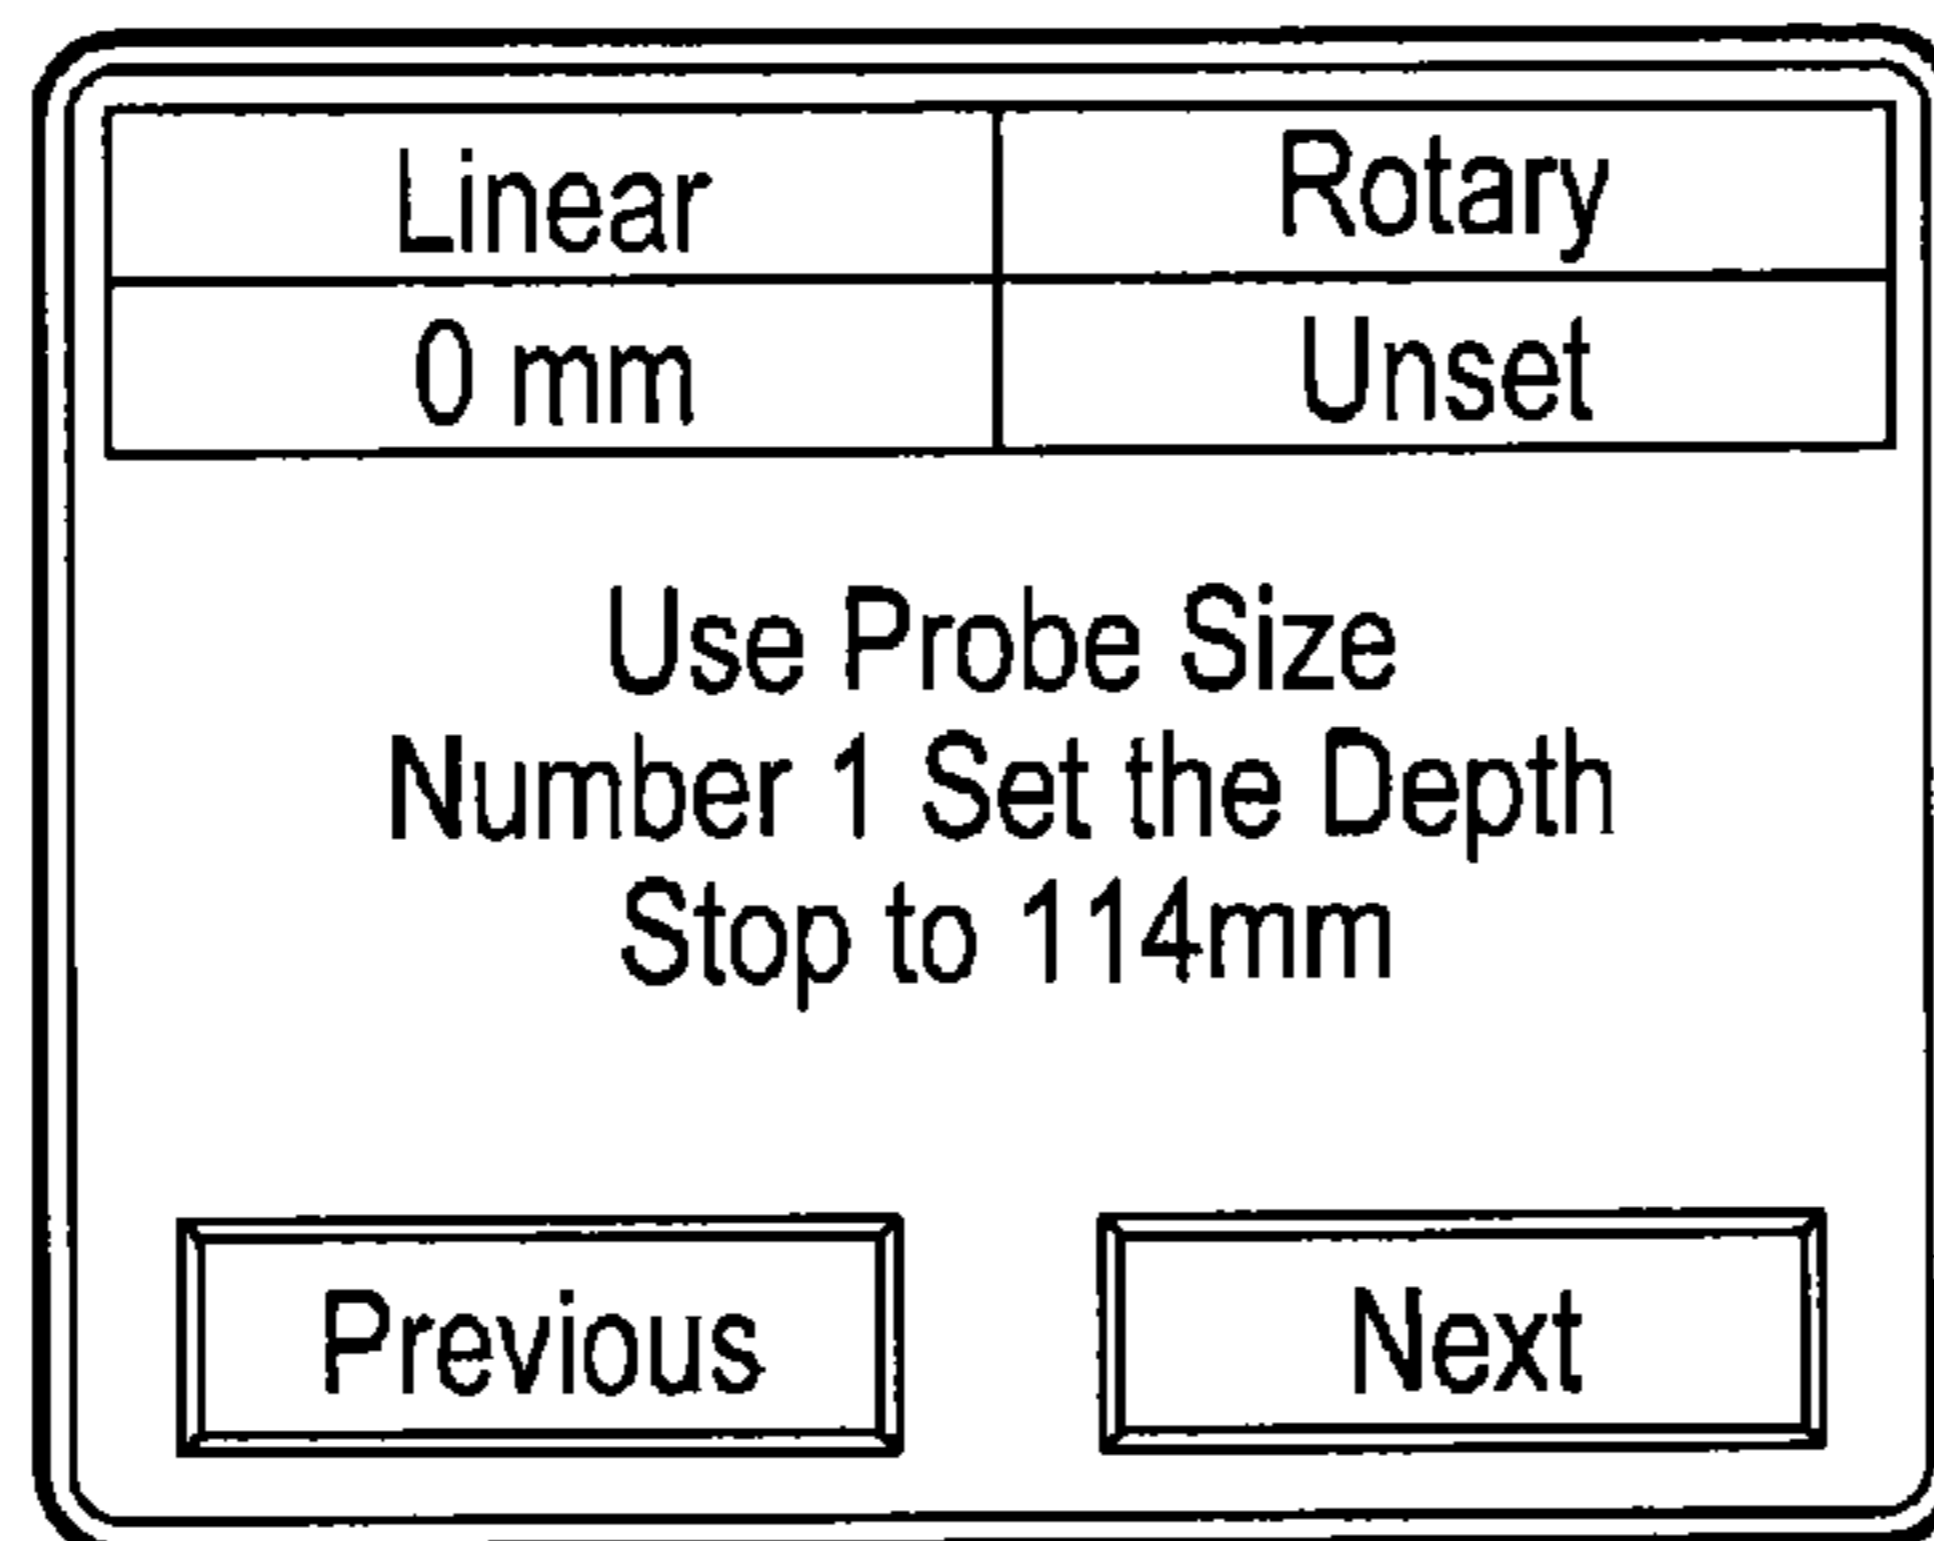 Linear Rotary
0 mm Unset
Use Probe Size
Number 1 Set the Depth
Stop to 114mm
Previous Next